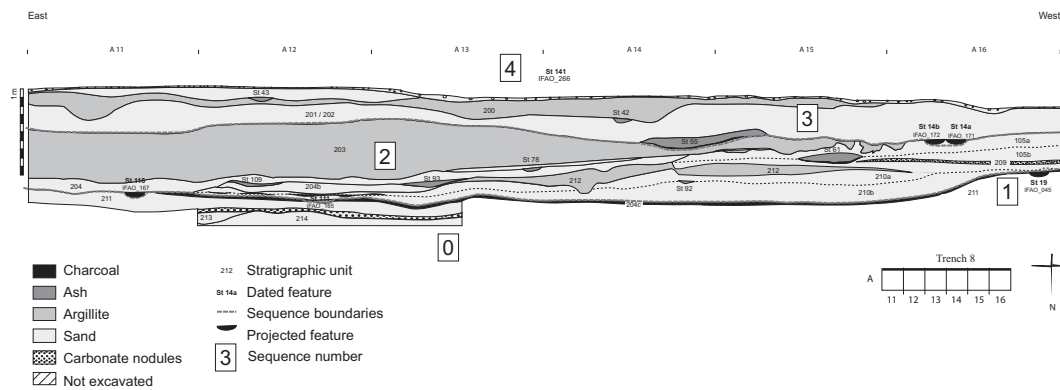 East
West
A 11
A 12
A 13
A 14
A 15
A 16
4
St 141
IFAO_266
1m
St 43
200
St 42
3
201 / 202
St 14b
St 14a
IFAO_172
IFAO_171
105a
203
2
St 55
St 61
105b
St 78
209
212
St 118
IFAO_167
St 109
St 93
210a
St 19
IFAO_045
204
204b
212
St 92
1
211
St 111
IFAO_165
210b
211
204c
213
214
0
Charcoal
Ash
Argillite
Sand
Carbonate nodules
Not excavated
212 Stratigraphic unit
St 14a Dated feature
Sequence boundaries
Projected feature
3 Sequence number
Trench 8
A
11 12 13 14 15 16
N